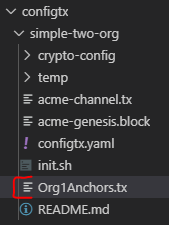 configtx
simple-two-org
crypto-config
temp
acme-channel.tx
acme-genesis.block
! configtx.yaml
init.sh
Org1Anchors.tx
README.md